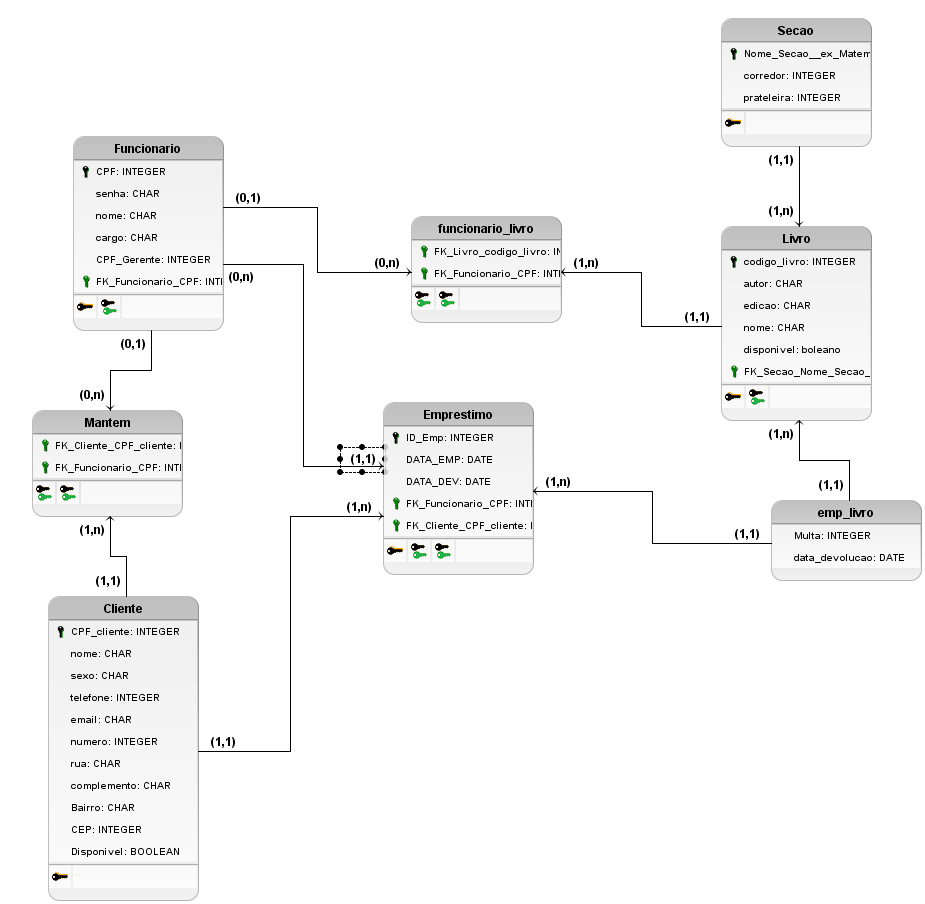 Secao
Nome_Secao__ex_Matem
corredor: INTEGER
prateleira: INTEGER
(1,1)
(1,n)
Funcionario
CPF: INTEGER
senha: CHAR
nome: CHAR
cargo: CHAR
CPF_Gerente: INTEGER
FK_Funcionario_CPF: INTI
(0,1)
(0,n)
(0,n)
(0,1)
(0,n)
funcionario_livro
FK_Livro_codigo_livro: IN
FK_Funcionario_CPF: INTI
(1,n)
(1,1)
Livro
codigo_livro: INTEGER
autor: CHAR
edicao: CHAR
nome: CHAR
disponivel: boleano
FK_Secao_Nome_Secao_
(1,n)
(1,1)
Mantem
FK_Cliente_CPF_cliente: I
FK_Funcionario_CPF: INTI
(1,n)
(1,1)
Emprestimo
ID_Emp: INTEGER
DATA_EMP: DATE
DATA_DEV: DATE
FK_Funcionario_CPF: INTI
FK_Cliente_CPF_cliente: I
(1,1)
(1,n)
(1,n)
(1,1)
emp_livro
Multa: INTEGER
data_devolucao: DATE
Cliente
CPF_cliente: INTEGER
nome: CHAR
sexo: CHAR
telefone: INTEGER
email: CHAR
numero: INTEGER
rua: CHAR
complemento: CHAR
Bairro: CHAR
CEP: INTEGER
Disponivel: BOOLEAN
(1,1)